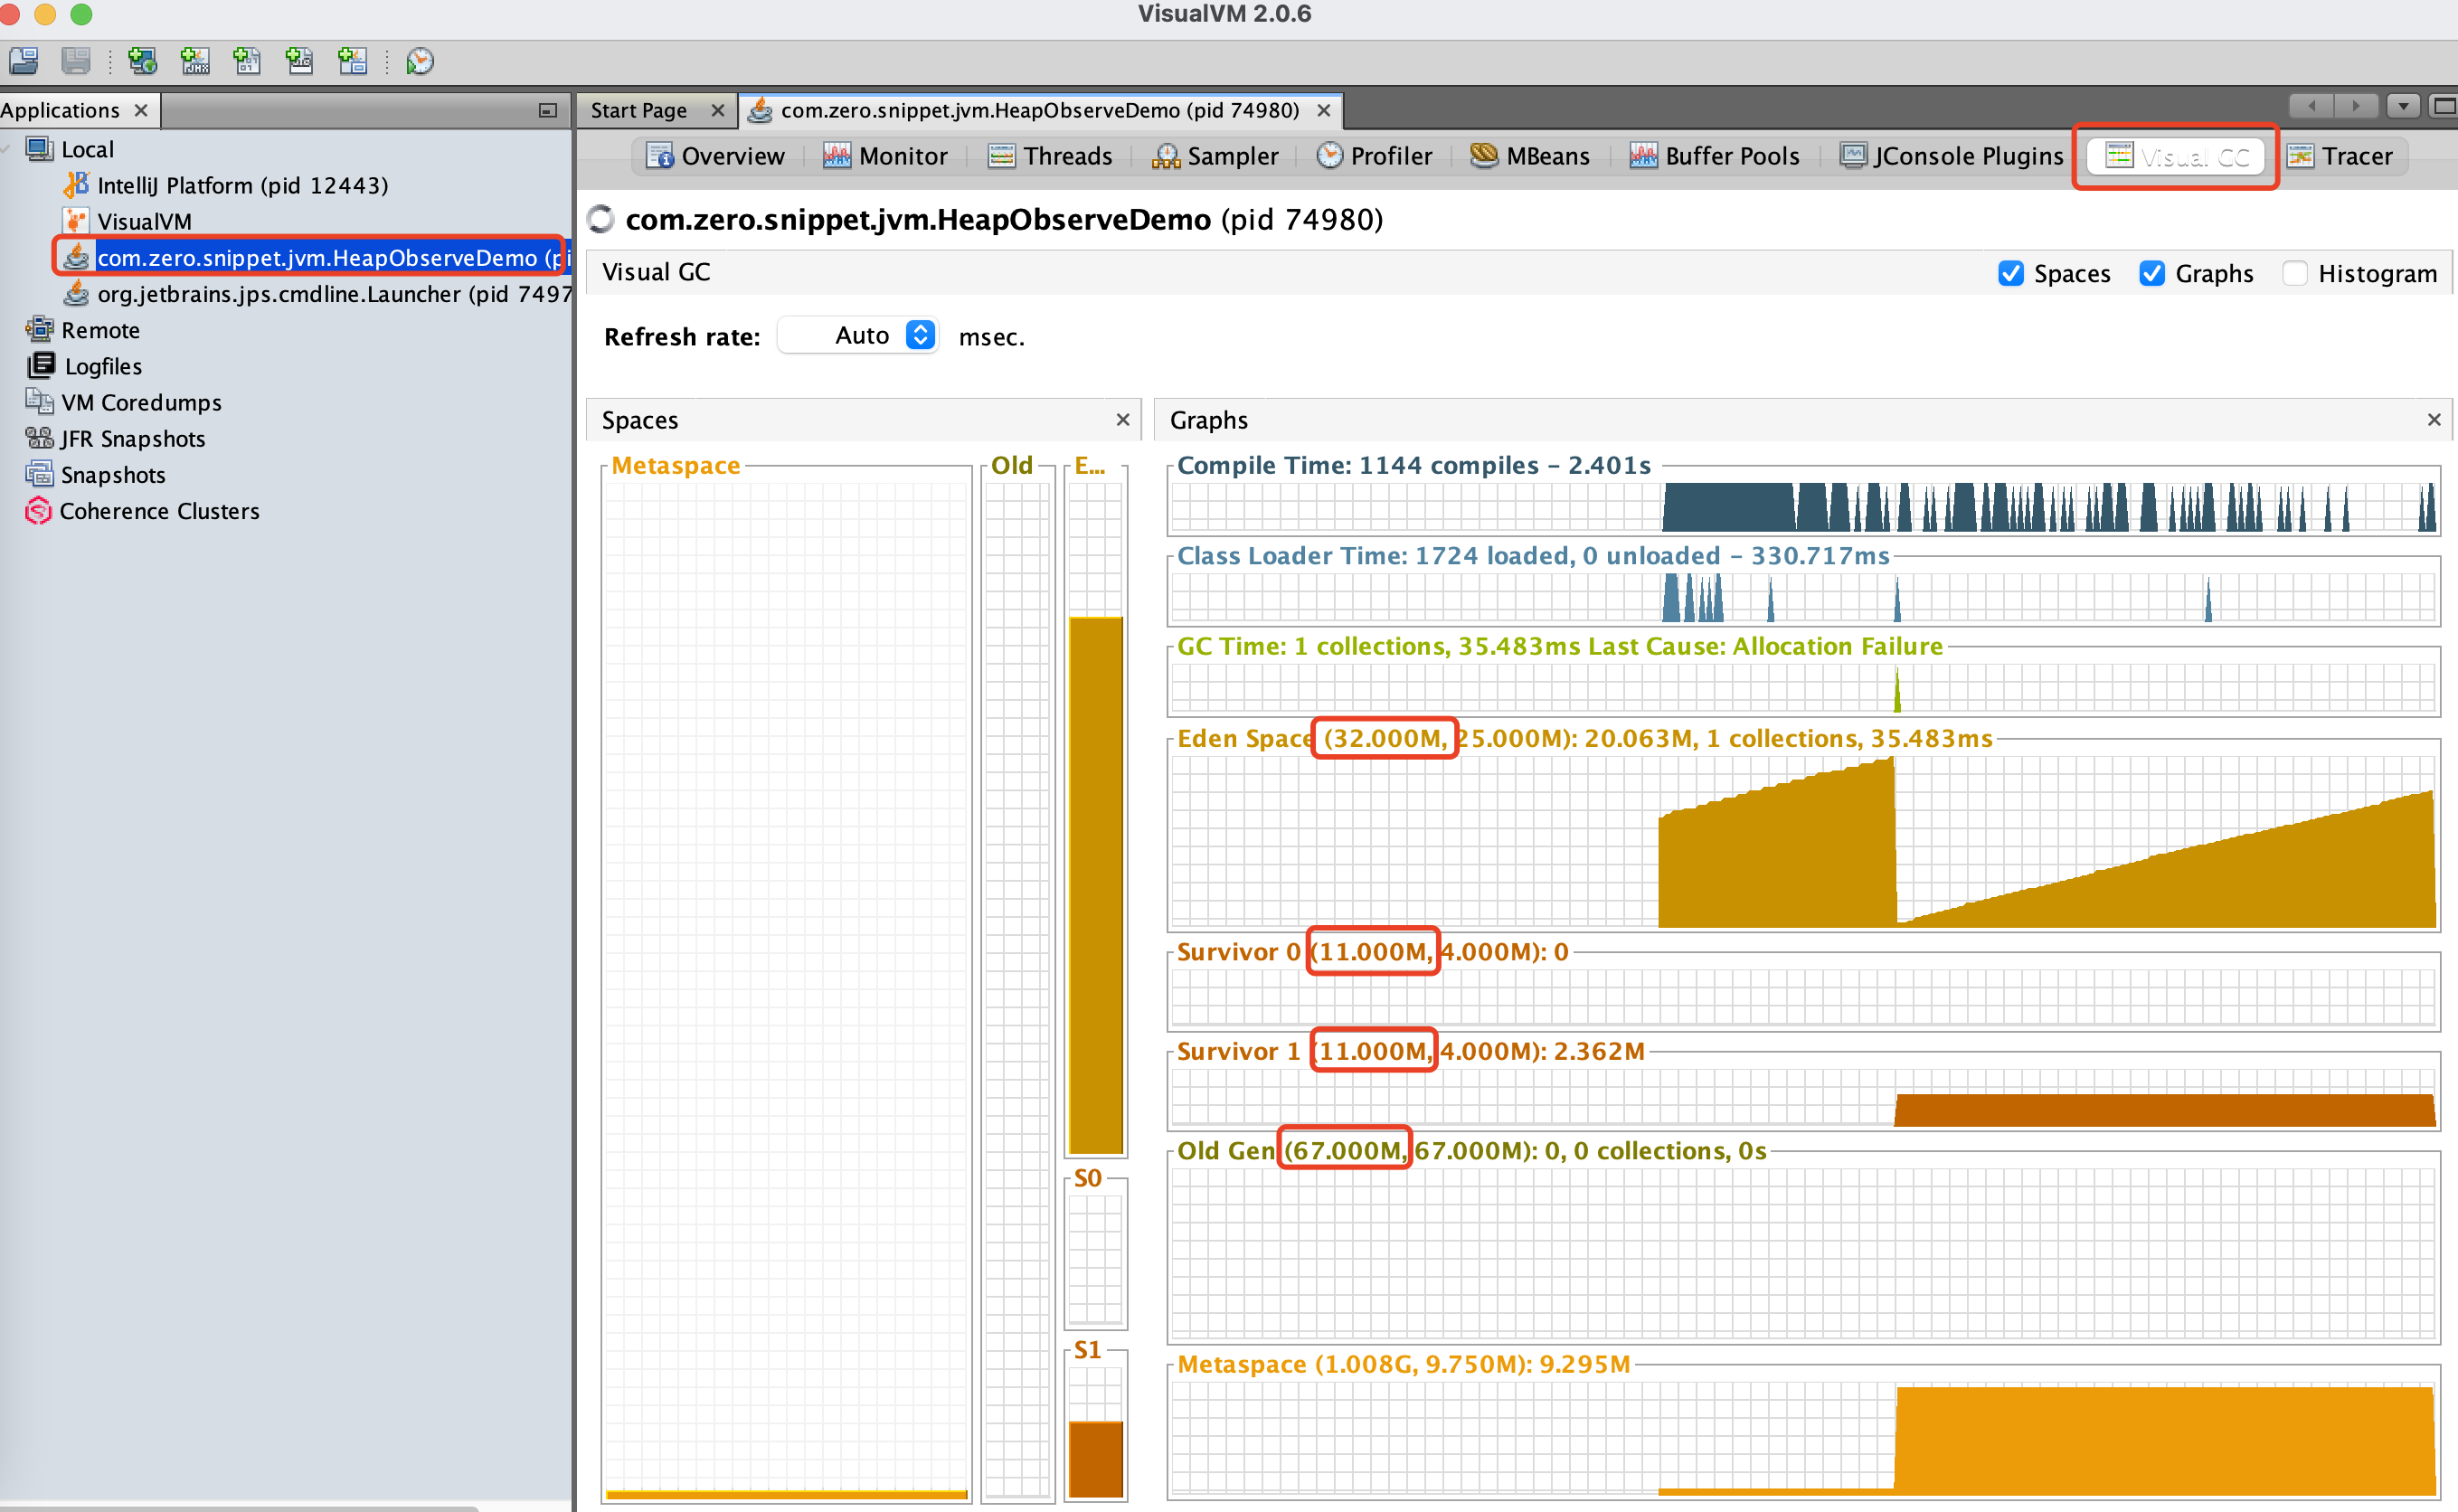 VisualVM 2.0.6
Applications
Start Page
com.zero.snippet.jvm.HeapObserveDemo (pid 74980)
Local
IntelliJ Platform (pid 12443)
VisualVM
com.zero.snippet.jvm.HeapObserveDemo (pi
org.jetbrains.jps.cmdline.Launcher (pid 7497
Remote
Logfiles
VM Coredumps
JFR Snapshots
Snapshots
Coherence Clusters
Overview
Monitor
Threads
Sampler
Profiler
MBeans
Buffer Pools
JConsole Plugins
Visual GC
Tracer
com.zero.snippet.jvm.HeapObserveDemo (pid 74980)
Visual GC
Spaces
Graphs
Histogram
Refresh rate: Auto msec.
Spaces
Metaspace
Old
E...
S0
S1
Graphs
Compile Time: 1144 compiles - 2.401s
Class Loader Time: 1724 loaded, 0 unloaded - 330.717ms
GC Time: 1 collections, 35.483ms Last Cause: Allocation Failure
Eden Space (32.000M, 25.000M): 20.063M, 1 collections, 35.483ms
Survivor 0 (11.000M, 4.000M): 0
Survivor 1 (11.000M, 4.000M): 2.362M
Old Gen (67.000M, 67.000M): 0, 0 collections, 0s
Metaspace (1.008G, 9.750M): 9.295M